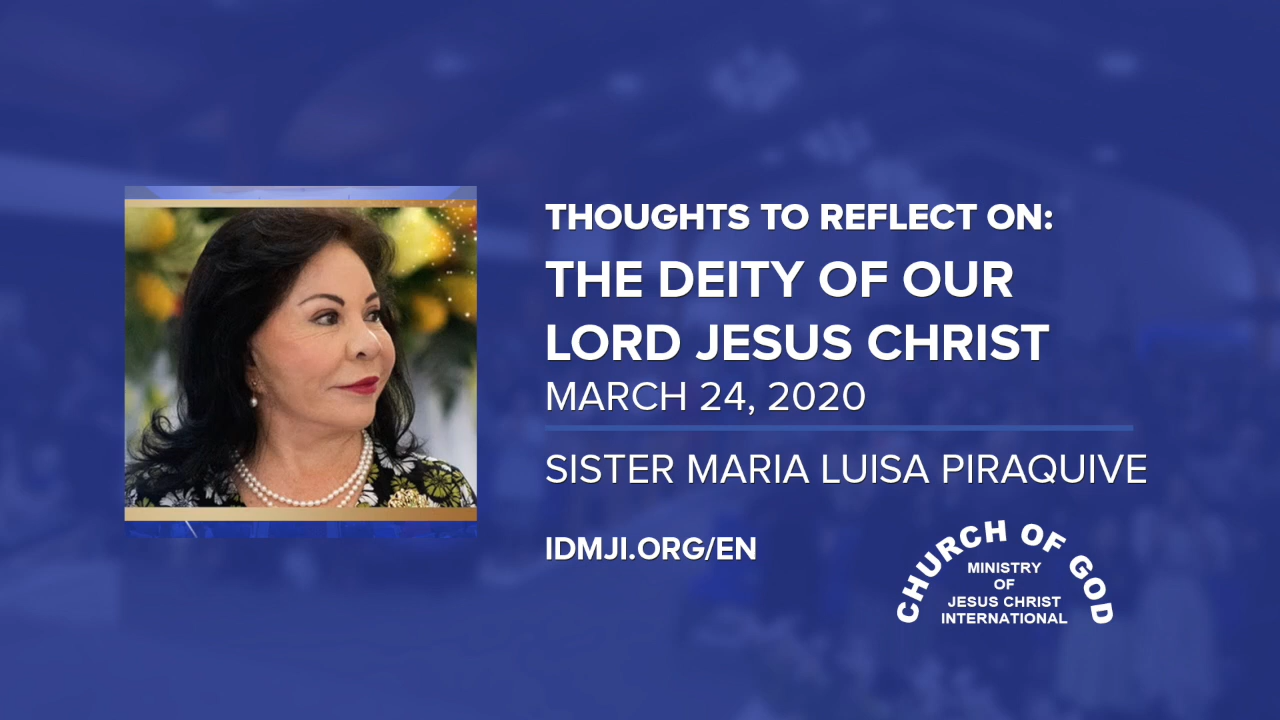 THOUGHTS TO REFLECT ON:
THE DEITY OF OUR
LORD JESUS CHRIST
MARCH 24, 2020
SISTER MARIA LUISA PIRAQUIVE
IDMJI.ORG/EN
CHURCH OF GOD
MINISTRY
OF
JESUS CHRIST
INTERNATIONAL